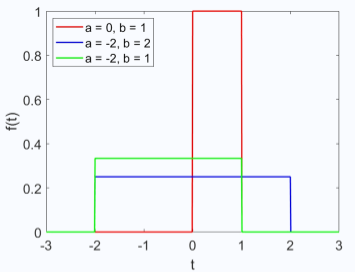 1
a = 0, b = 1
a = -2, b = 2
a = -2, b = 1
0.8
0.6
f(t)
0.4
0.2
0
-3 -2 -1 0 1 2 3
t